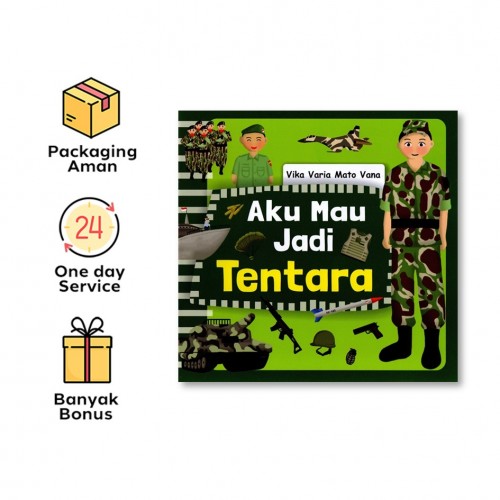 Packaging
Aman
24
One day
Service
Banyak
Bonus
Vika Varia Mato Vana
Aku Mau
Jadi
Tentara